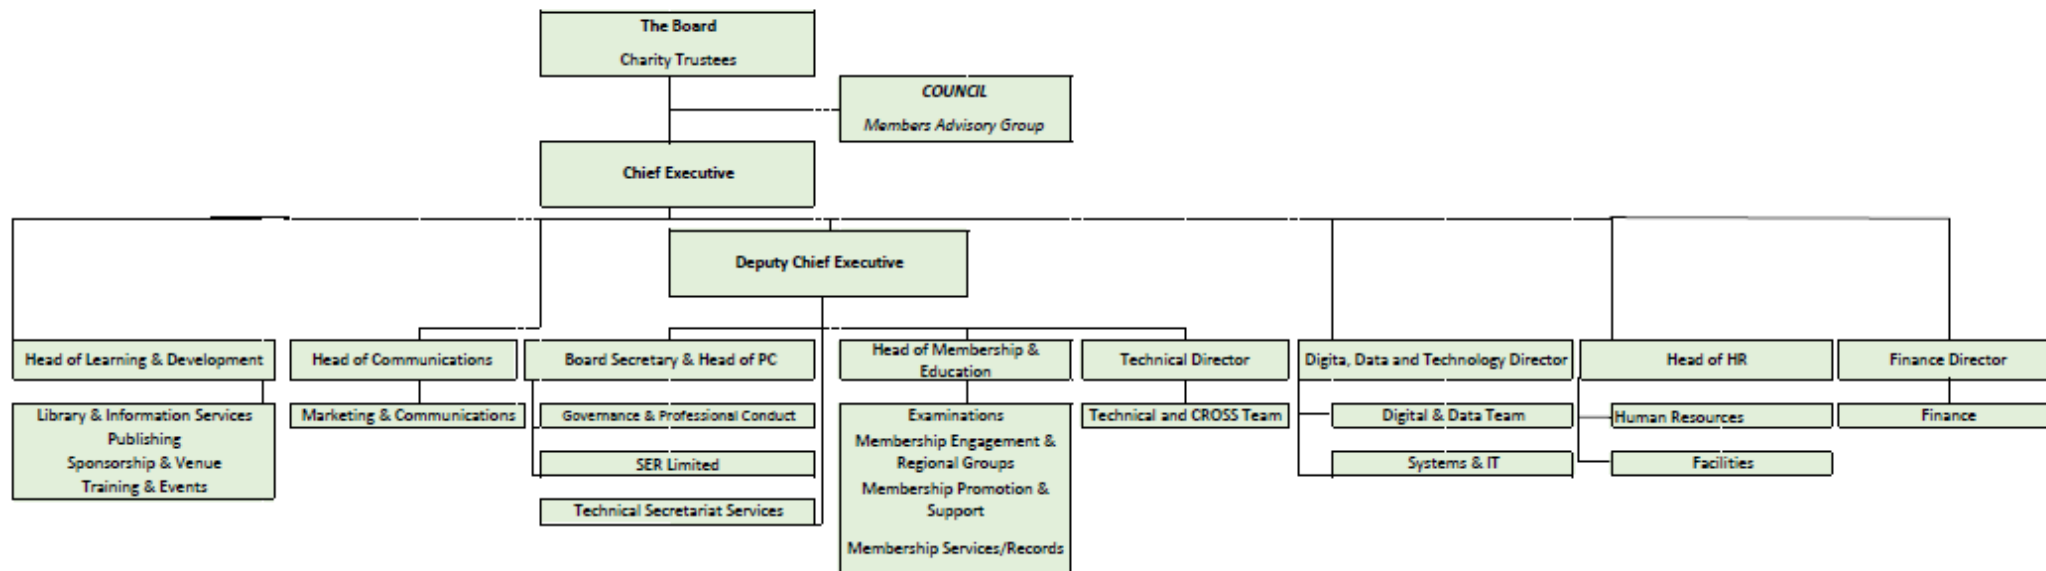 The Board
Charity Trustees
COUNCIL
Members Advisory Group
Chief Executive
Deputy Chief Executive
Head of Learning & Development
Head of Communications
Board Secretary & Head of PC
Head of Membership &
Education
Technical Director
Digita, Data and Technology Director
Head of HR
Finance Director
Library & Information Services
Publishing
Sponsorship & Venue
Training & Events
Marketing & Communications
Governance & Professional Conduct
SER Limited
Technical Secretariat Services
Examinations
Membership Engagement &
Regional Groups
Membership Promotion &
Support
Membership Services/Records
Technical and CROSS Team
Digital & Data Team
Systems & IT
Human Resources
Facilities
Finance